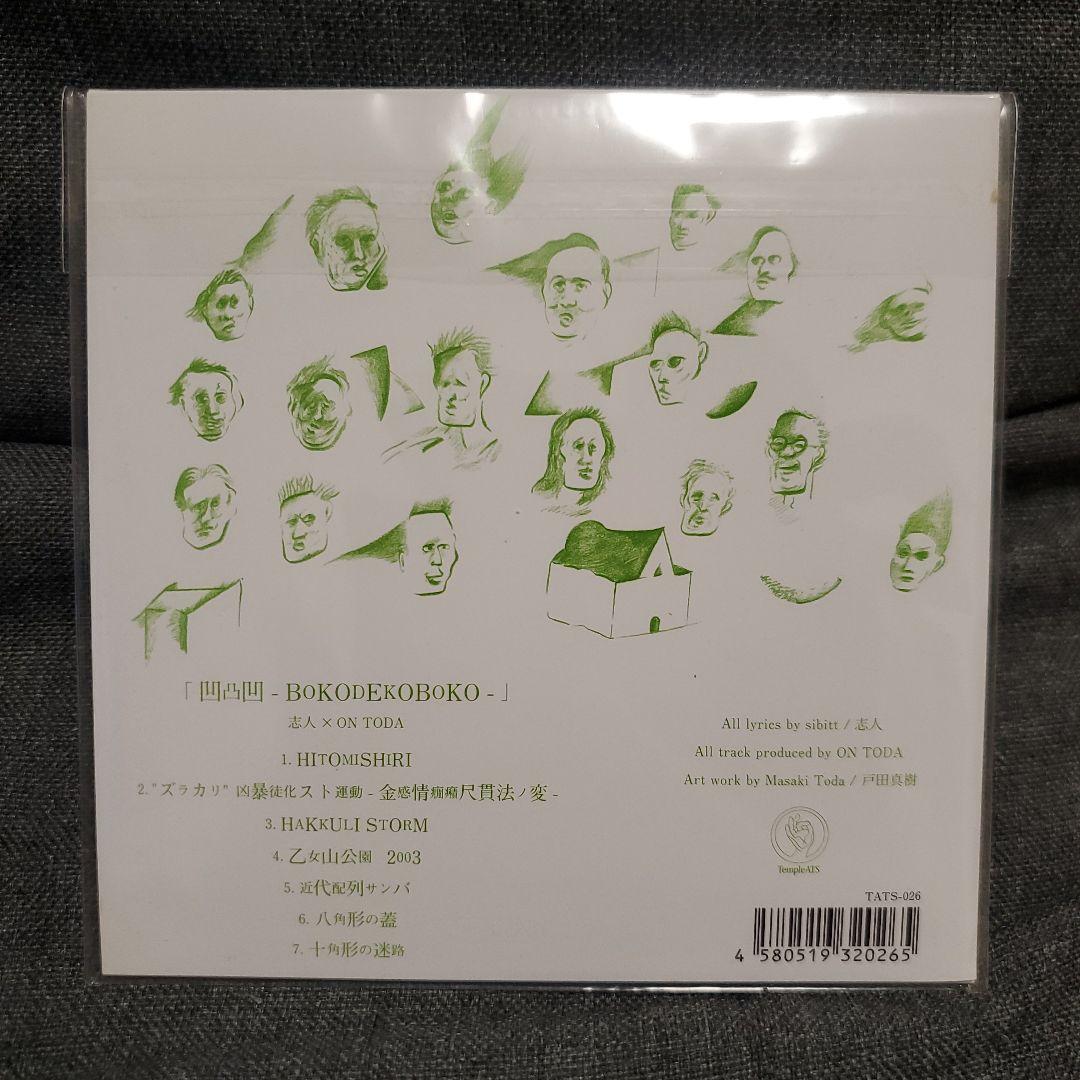 「凹凸凹 - BOKODEKOBOKO - 」
志人 × ON TODA
1. HITOMISHIRI
2. "ズラカリ" 凶暴徒化スト運動 - 金感情癇癪尺貫法ノ変 -
3. HAKKULI STORM
4. 乙女山公園 2003
5. 近代配列サンバ
6. 八角形の蓋
7. 十角形の迷路
All lyrics by sibitt / 志人
All track produced by ON TODA
Art work by Masaki Toda / 戸田真樹
TempleATS
TATS-026
4 580519 320265